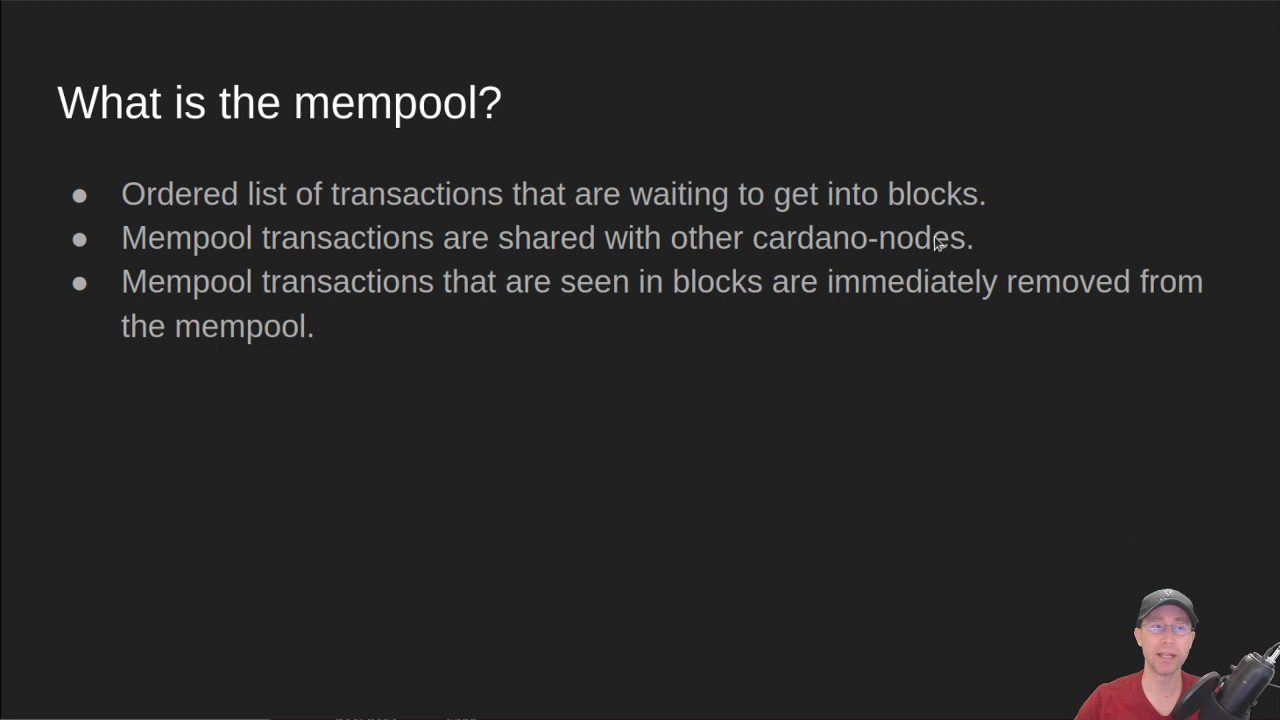 What is the mempool?
● Ordered list of transactions that are waiting to get into blocks.
● Mempool transactions are shared with other cardano-nodes.
● Mempool transactions that are seen in blocks are immediately removed from
the mempool.